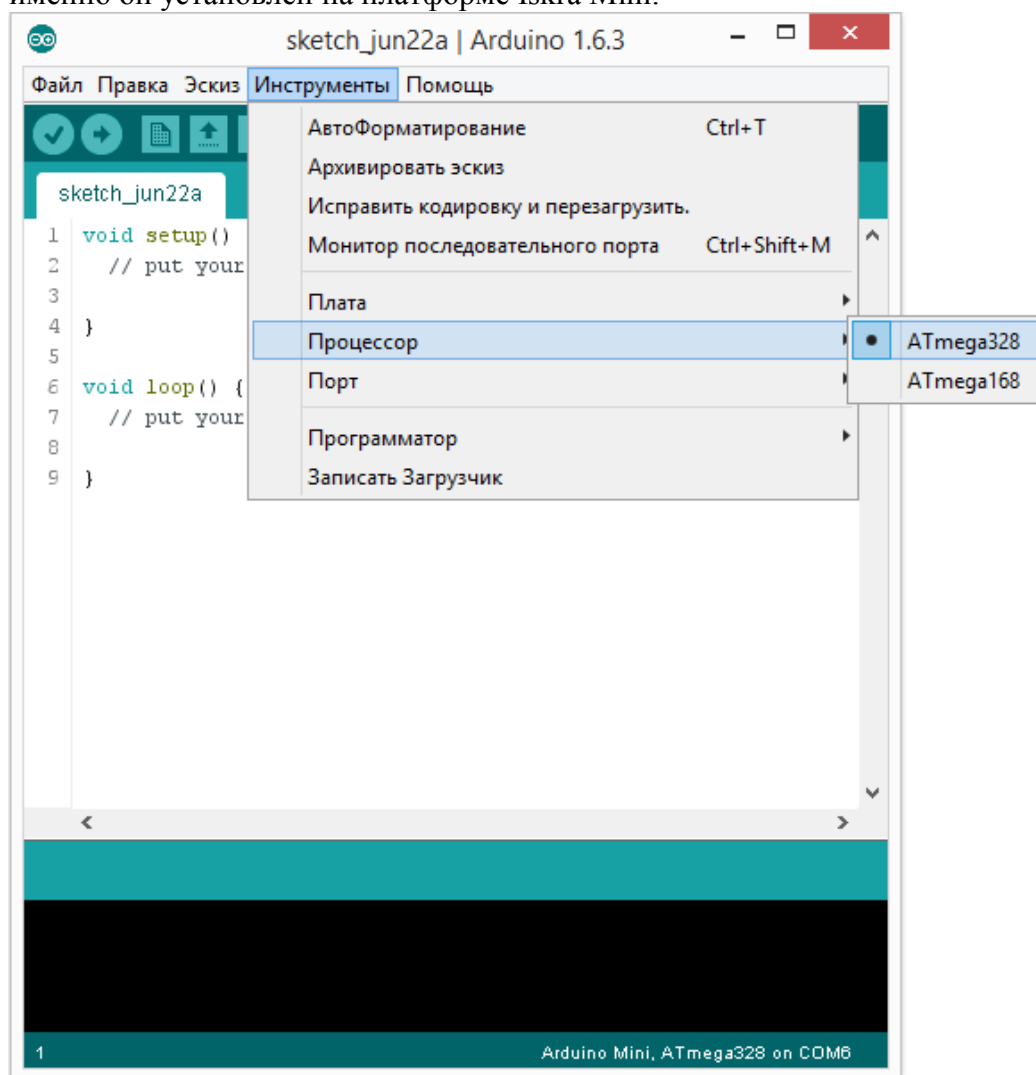 именно он установлен на платформе Iskra Mini.
sketch_jun22a | Arduino 1.6.3
Файл Правка Эскиз Инструменты Помощь
АвтоФорматирование Ctrl+T
Архивировать эскиз
Исправить кодировку и перезагрузить.
Монитор последовательного порта Ctrl+Shift+M
Плата
Процессор
Порт
Программатор
Записать Загрузчик
ATmega328
ATmega168
sketch_jun22a
1 void setup()
2 // put your
3
4 }
5
6 void loop() {
7 // put your
8
9 }
1 Arduino Mini, ATmega328 on COM6